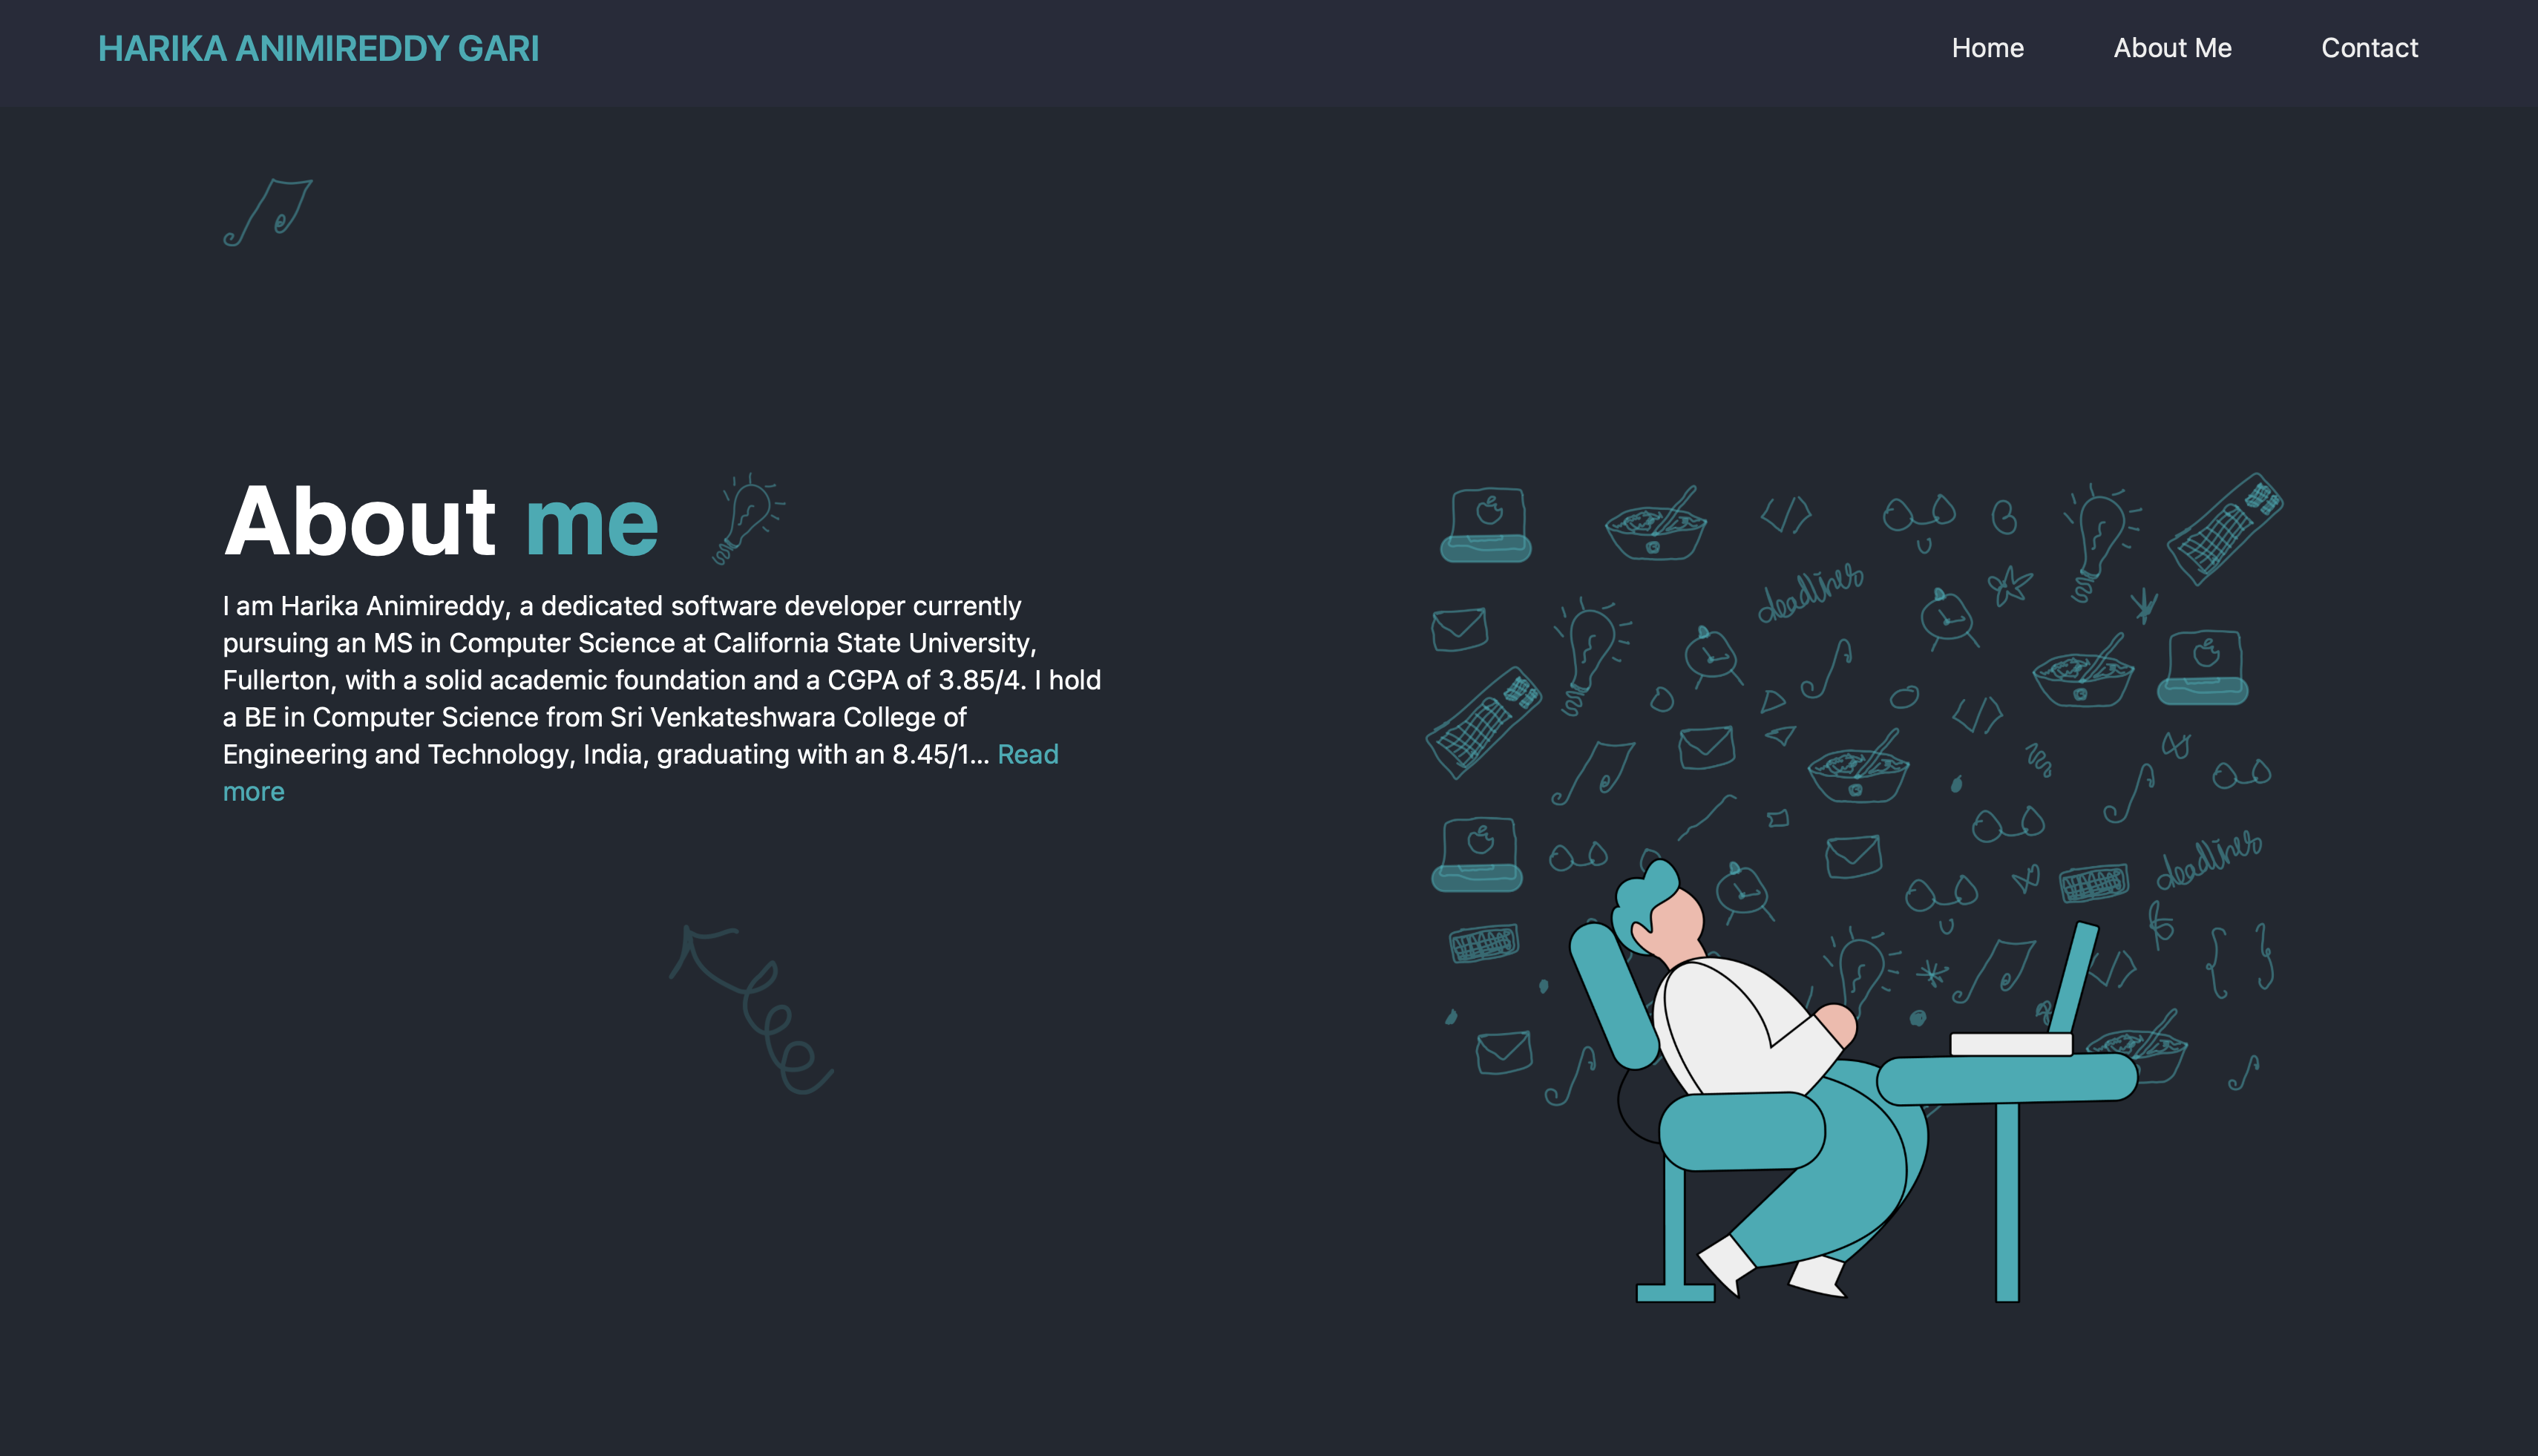 HARIKA ANIMIREDDY GARI
Home
About Me
Contact
About me
I am Harika Animireddy, a dedicated software developer currently
pursuing an MS in Computer Science at California State University,
Fullerton, with a solid academic foundation and a CGPA of 3.85/4. I hold
a BE in Computer Science from Sri Venkateshwara College of
Engineering and Technology, India, graduating with an 8.45/1... Read
more
deadlines
deadlines